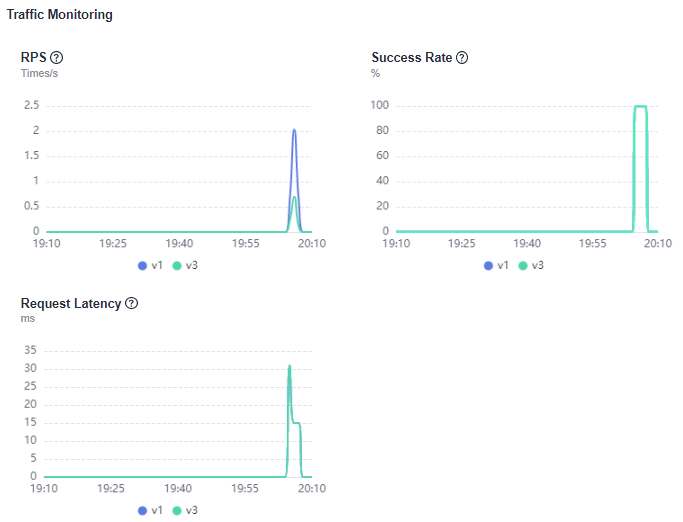 Traffic Monitoring
RPS ?
Times/s
2.5
2
1.5
1
0.5
0
19:10 19:25 19:40 19:55 20:10
v1 v3
Success Rate ?
%
100
80
60
40
20
0
19:10 19:25 19:40 19:55 20:10
v1 v3
Request Latency ?
ms
35
30
25
20
15
10
5
0
19:10 19:25 19:40 19:55 20:10
v1 v3